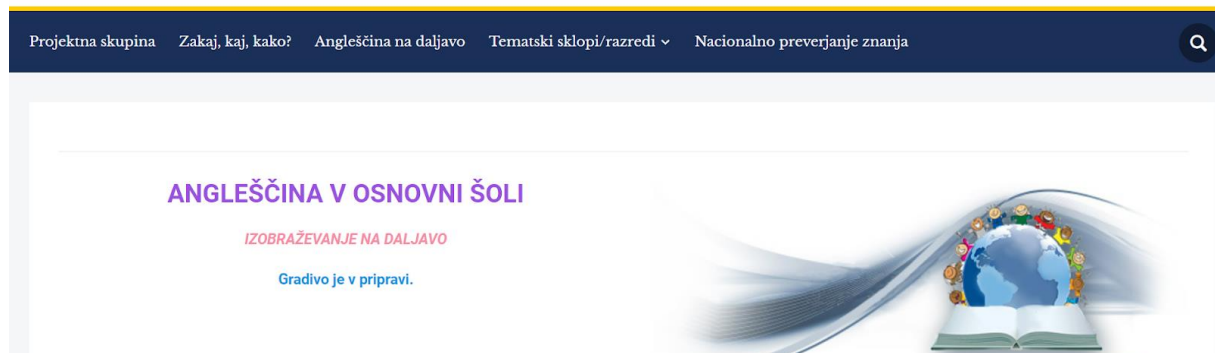 Projektna skupina Zakaj, kaj, kako? Angleščina na daljavo Tematski sklopi/razredi Nacionalno preverjanje znanja
ANGLEŠČINA V OSNOVNI ŠOLI
IZOBRAŽEVANJE NA DALJAVO
Gradivo je v pripravi.